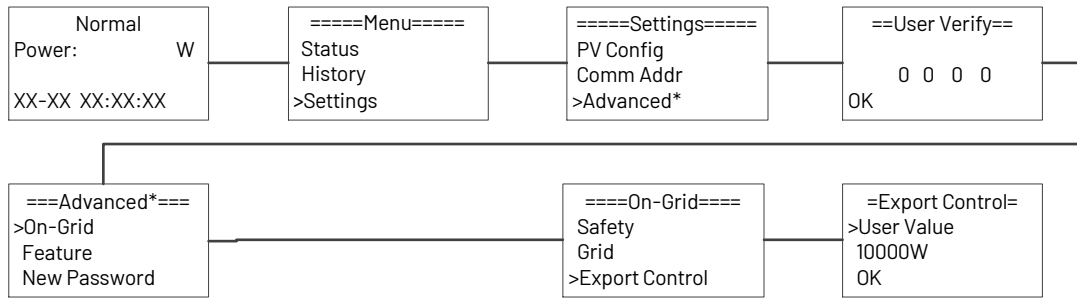 Normal
Power: W
XX-XX XX:XX:XX
=====Menu=====
Status
History
>Settings
=====Settings=====
PV Config
Comm Addr
>Advanced*
==User Verify==
0 0 0 0
OK
===Advanced*===
>On-Grid
Feature
New Password
====On-Grid====
Safety
Grid
>Export Control
=Export Control=
>User Value
10000W
OK